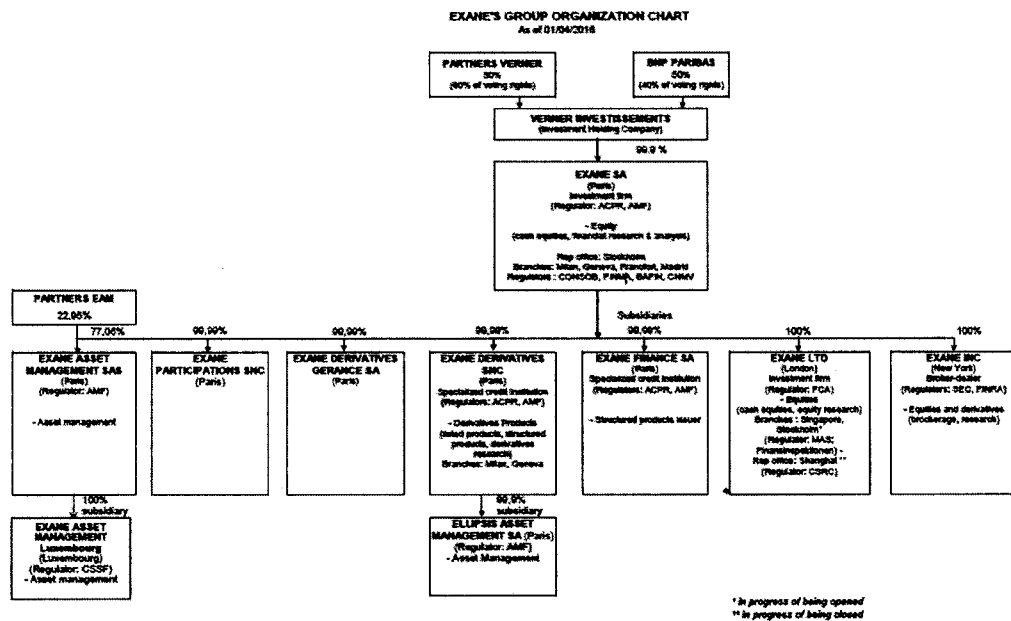 EXANE'S GROUP ORGANIZATION CHART
As of 01/04/2016
PARTNERS VERNER
50%
(60% of voting rights)
BNP PARIBAS
50%
(40% of voting rights)
VERNER INVESTISSEMENTS
(Investment Holding Company)
99.9 %
EXANE SA
(Paris)
Investment firm
(Regulator: ACPR, AMF)
- Equity
(cash equities, financial research & analysis)
Rep office: Stockholm
Branches: Milan, Geneva, Francfort, Madrid
Regulators : CONSOB, FINMA, BAFIN, CNMV
Subsidiaries
PARTNERS EAM
22,95%
77,05%
99,99%
99,99%
99,98%
99,98%
100%
100%
EXANE ASSET
MANAGEMENT SAS
(Paris)
(Regulator: AMF)
- Asset management
EXANE
PARTICIPATIONS SNC
(Paris)
EXANE DERIVATIVES
GERANCE SA
(Paris)
EXANE DERIVATIVES
SNC
(Paris)
Specialized credit institution
(Regulators: ACPR, AMF)
- Derivatives Products
(listed products, structured
products, derivatives
research)
Branches: Milan, Geneva
EXANE FINANCE SA
(Paris)
Specialized credit institution
(Regulators: ACPR, AMF)
- Structured products issuer
EXANE LTD
(London)
Investment firm
(Regulator: FCA)
- Equities
(cash equities, equity research)
Branches : Singapore,
Stockholm*
(Regulator: MAS;
Finansinspektionen) -
Rep office : Shanghai **
(Regulator: CSRC)
EXANE INC
(New York)
Broker-dealer
(Regulators: SEC, FINRA)
- Equities and derivatives
(brokerage, research)
100%
subsidiary
99,9%
subsidiary
EXANE ASSET
MANAGEMENT
Luxembourg
(Luxembourg)
(Regulator: CSSF)
- Asset management
ELLIPSIS ASSET
MANAGEMENT SA (Paris)
(Regulator: AMF)
- Asset Management
* In progress of being opened
** In progress of being closed